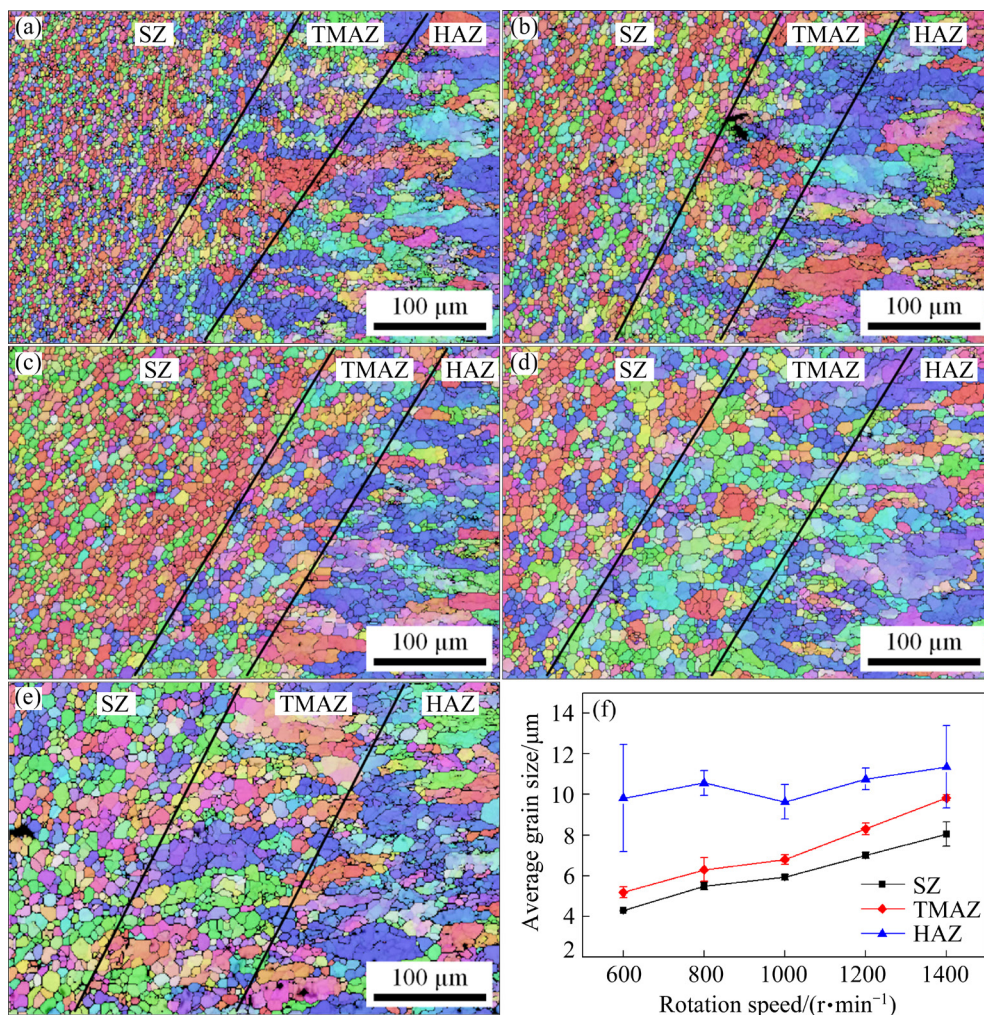 (a) SZ TMAZ HAZ
100 μm
(b) SZ TMAZ HAZ
100 μm
(c) SZ TMAZ HAZ
100 μm
(d) SZ TMAZ HAZ
100 μm
(e) SZ TMAZ HAZ
100 μm
(f)
Average grain size/μm
14
12
10
8
6
4
2
SZ
TMAZ
HAZ
600 800 1000 1200 1400
Rotation speed/(r•min⁻¹)